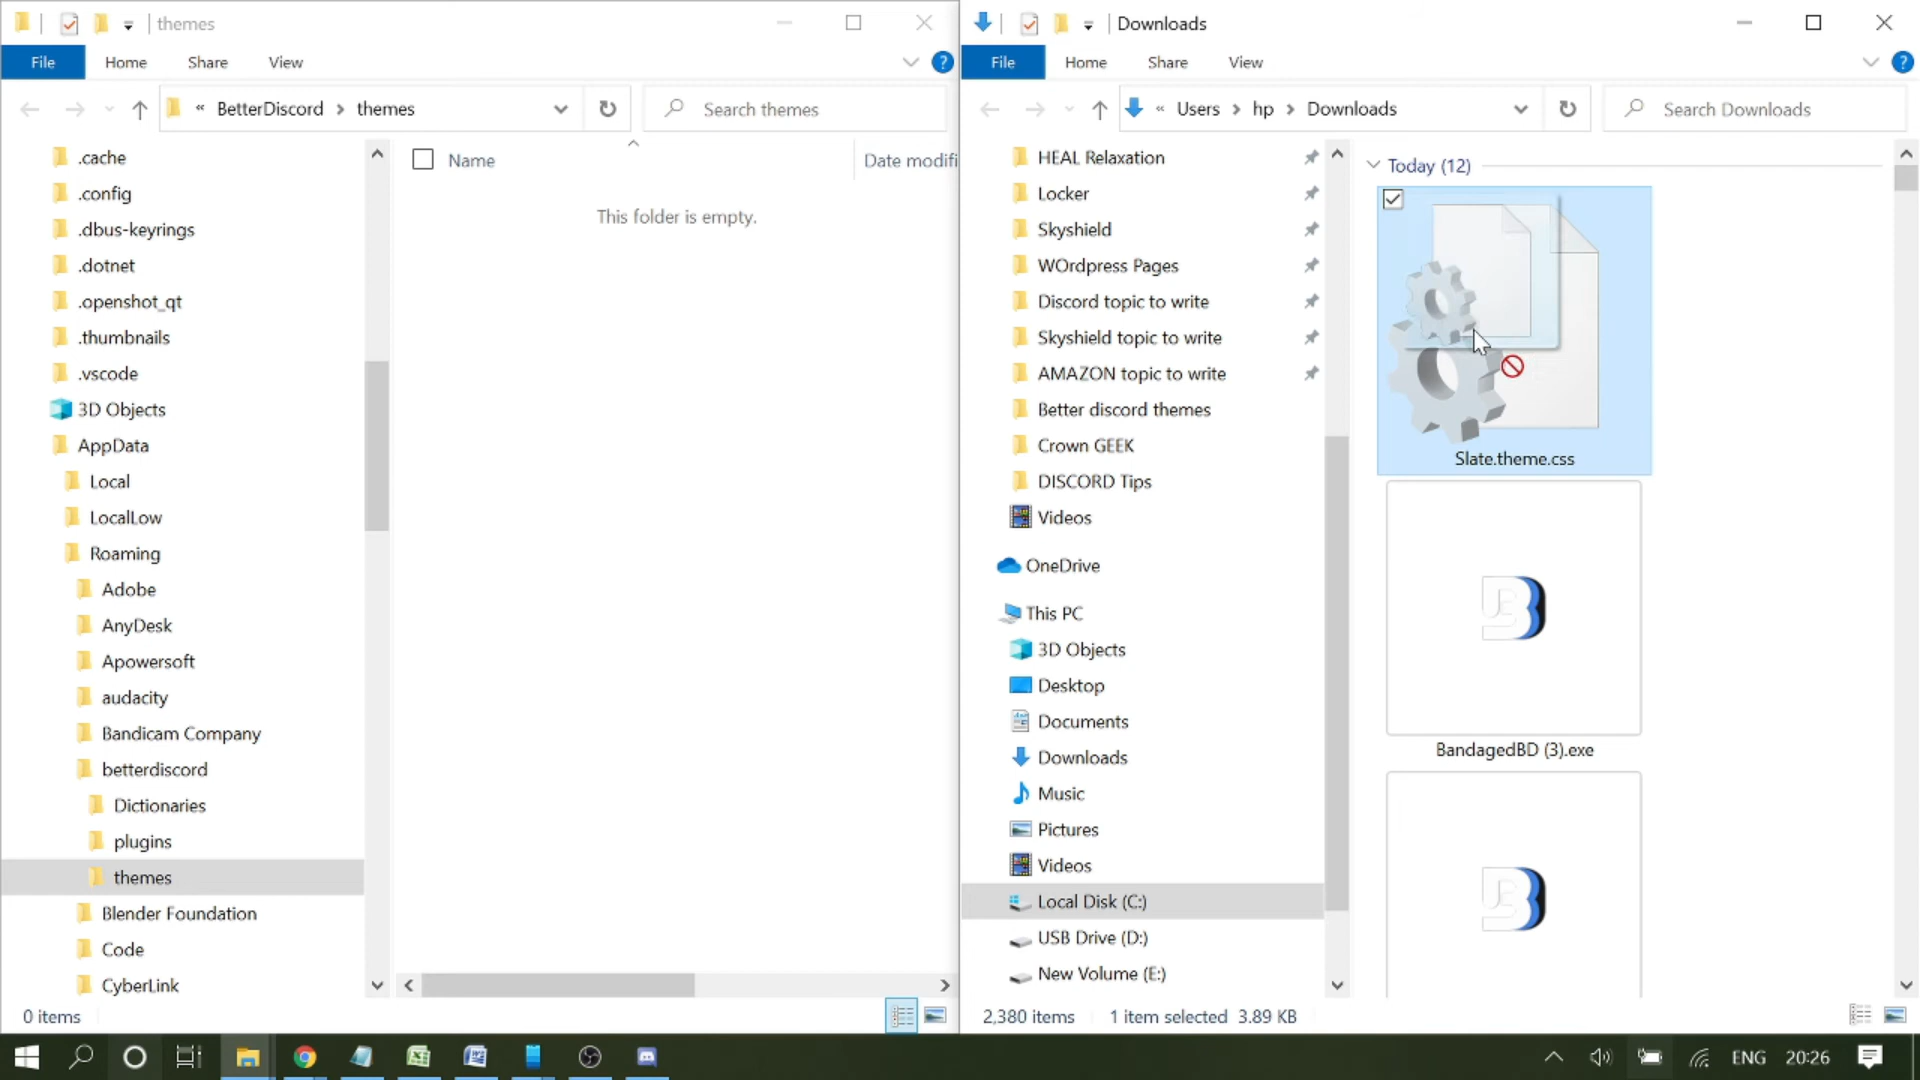 themes
File
Home
Share
View
?
« BetterDiscord > themes
Search themes
.cache
.config
.dbus-keyrings
.dotnet
.openshot_qt
.thumbnails
.vscode
3D Objects
AppData
Local
LocalLow
Roaming
Adobe
AnyDesk
Apowersoft
audacity
Bandicam Company
betterdiscord
Dictionaries
plugins
themes
Blender Foundation
Code
CyberLink
Name
Date modifi
This folder is empty.
0 items
Downloads
File
Home
Share
View
?
« Users > hp > Downloads
Search Downloads
HEAL Relaxation
Locker
Skyshield
WOrdpress Pages
Discord topic to write
Skyshield topic to write
AMAZON topic to write
Better discord themes
Crown GEEK
DISCORD Tips
Videos
OneDrive
This PC
3D Objects
Desktop
Documents
Downloads
Music
Pictures
Videos
Local Disk (C:)
USB Drive (D:)
New Volume (E:)
Today (12)
Slate.theme.css
BandagedBD (3).exe
2,380 items
1 item selected 3.89 KB
ENG
20:26